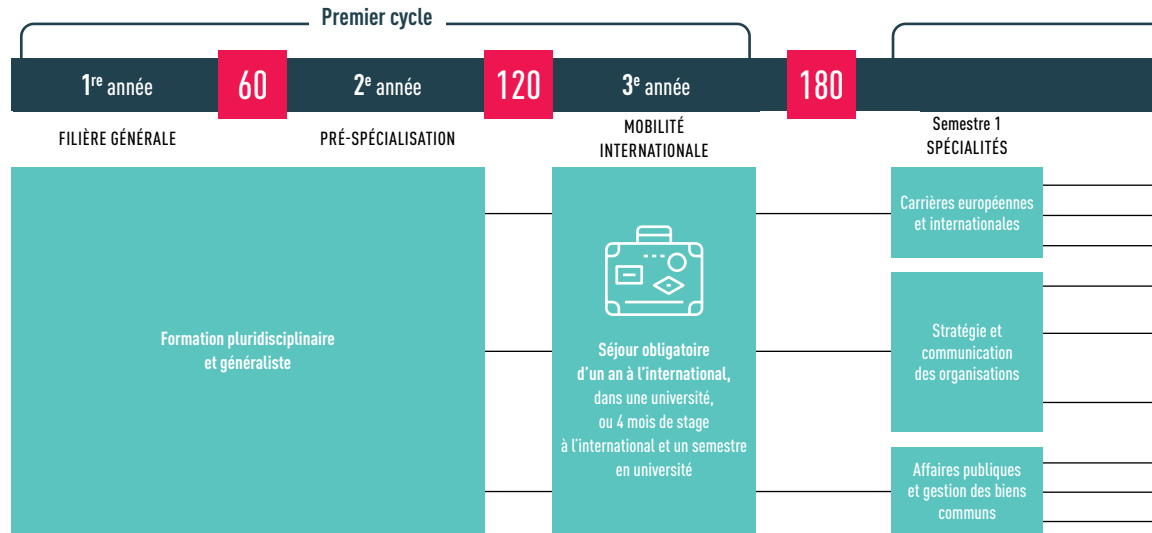 Premier cycle
1re année
60
2e année
120
3e année
180
FILIÈRE GÉNÉRALE
PRÉ-SPÉCIALISATION
MOBILITÉ
INTERNATIONALE
Semestre 1
SPÉCIALITÉS
Formation pluridisciplinaire
et généraliste
Séjour obligatoire
d'un an à l'international,
dans une université,
ou 4 mois de stage
à l'international et un semestre
en université
Carrières européennes
et internationales
Stratégie et
communication
des organisations
Affaires publiques
et gestion des biens
communs